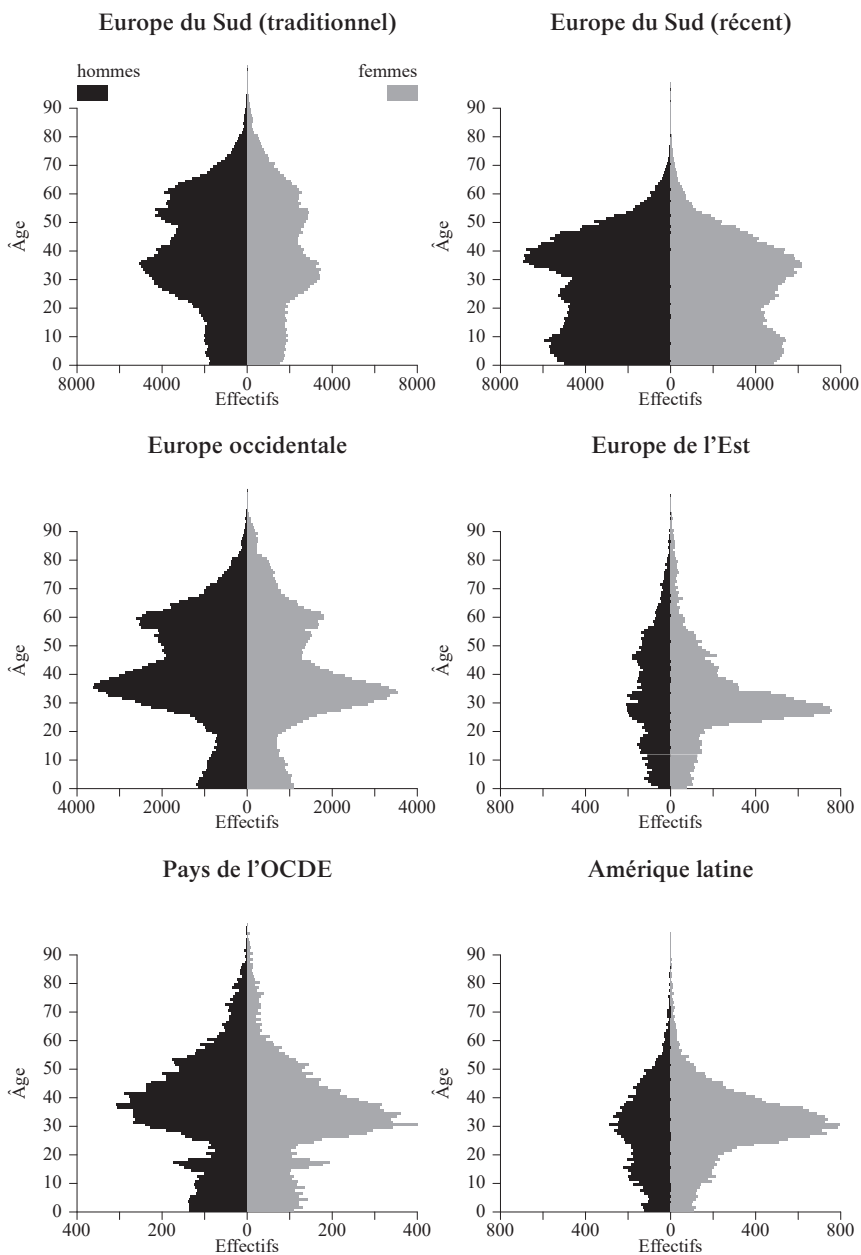 Europe du Sud (traditionnel)
hommes
femmes
90
80
70
60
50
40
30
20
10
0
Âge
8000 4000 0 4000 8000
Effectifs
Europe du Sud (récent)
90
80
70
60
50
40
30
20
10
0
Âge
8000 4000 0 4000 8000
Effectifs
Europe occidentale
90
80
70
60
50
40
30
20
10
0
Âge
4000 2000 0 2000 4000
Effectifs
Europe de l'Est
90
80
70
60
50
40
30
20
10
0
Âge
800 400 0 400 800
Effectifs
Pays de l'OCDE
90
80
70
60
50
40
30
20
10
0
Âge
400 200 0 200 400
Effectifs
Amérique latine
90
80
70
60
50
40
30
20
10
0
Âge
800 400 0 400 800
Effectifs